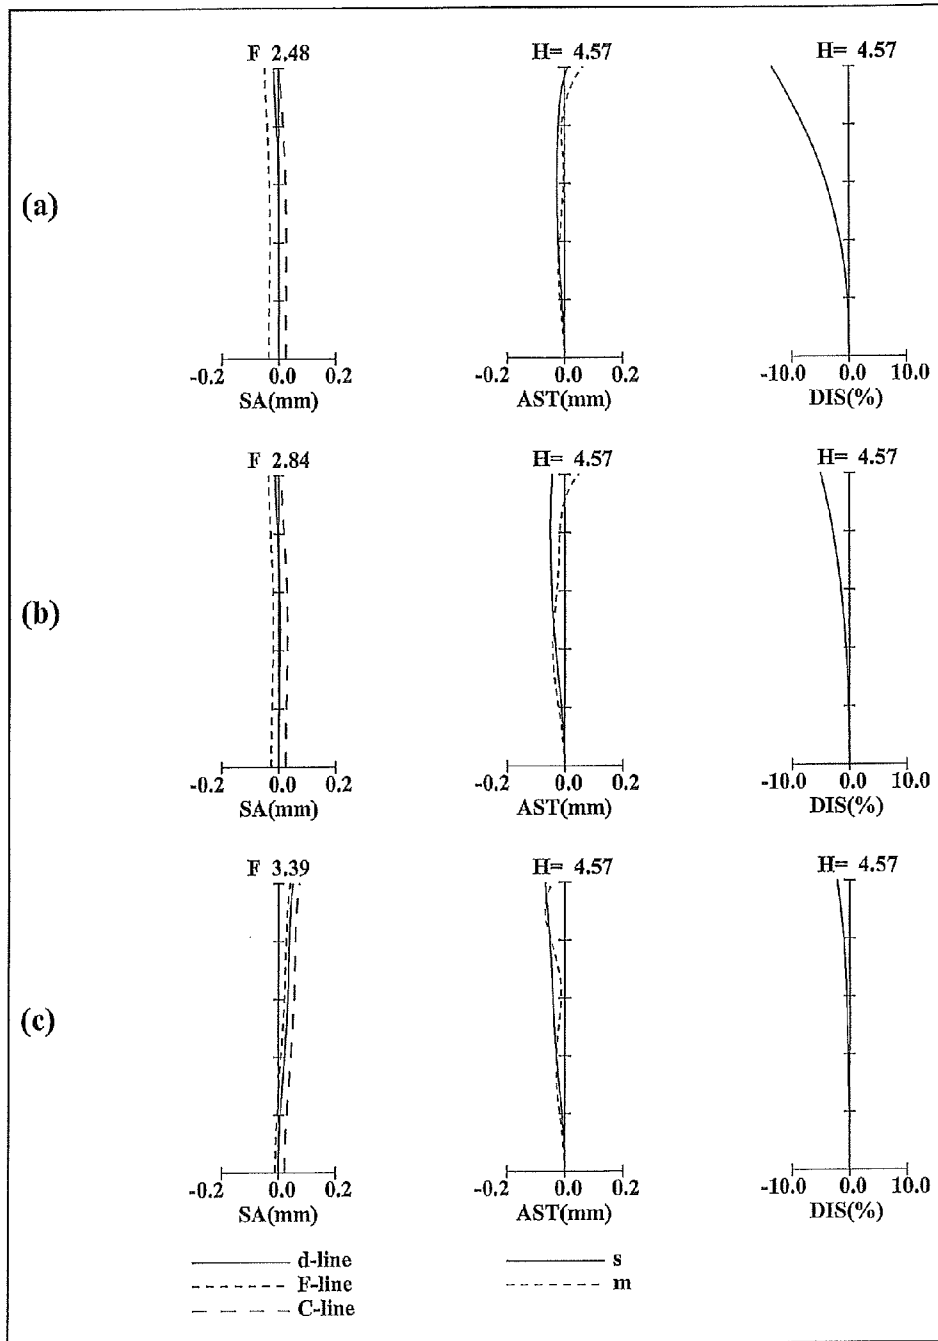 F 2.48 H= 4.57 H= 4.57
(a)
-0.2 0.0 0.2 -0.2 0.0 0.2 -10.0 0.0 10.0
SA(mm) AST(mm) DIS(%)
F 2.84 H= 4.57 H= 4.57
(b)
-0.2 0.0 0.2 -0.2 0.0 0.2 -10.0 0.0 10.0
SA(mm) AST(mm) DIS(%)
F 3.39 H= 4.57 H= 4.57
(c)
-0.2 0.0 0.2 -0.2 0.0 0.2 -10.0 0.0 10.0
SA(mm) AST(mm) DIS(%)
d-line s
F-line m
C-line